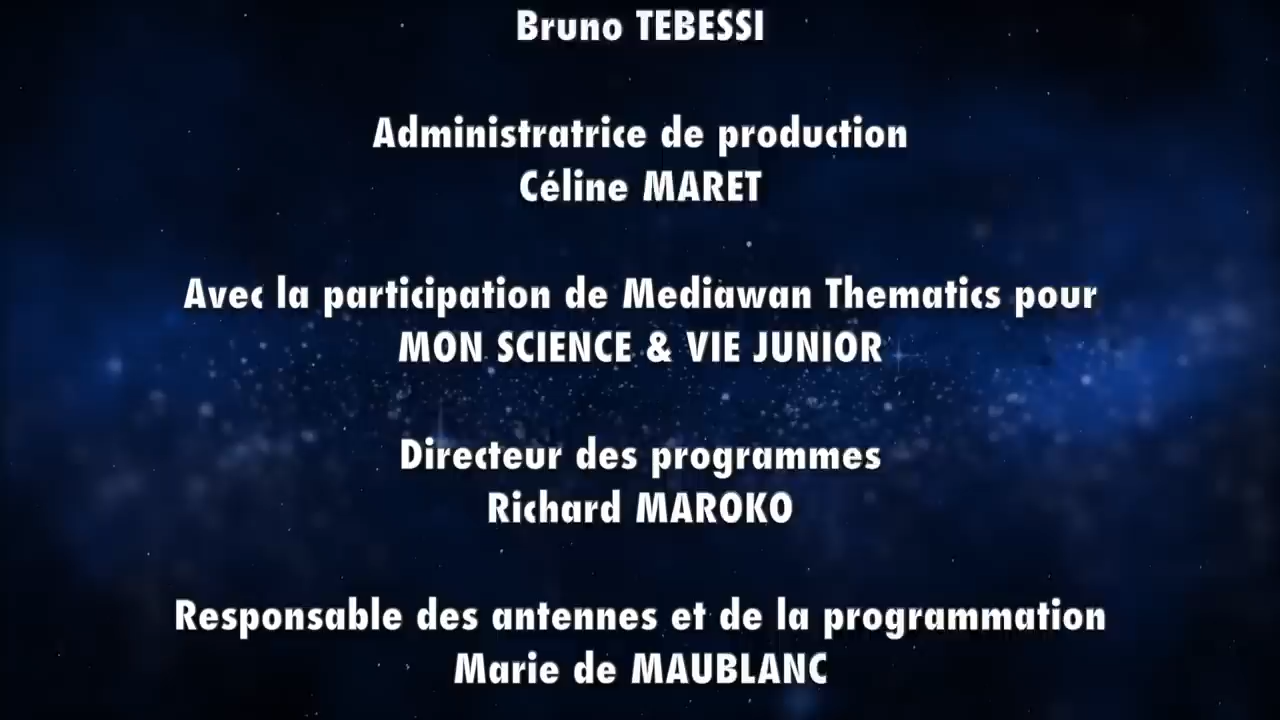 Bruno TEBESSI
Administratrice de production
Céline MARET
Avec la participation de Mediawan Thematics pour
MON SCIENCE & VIE JUNIOR
Directeur des programmes
Richard MAROKO
Responsable des antennes et de la programmation
Marie de MAUBLANC